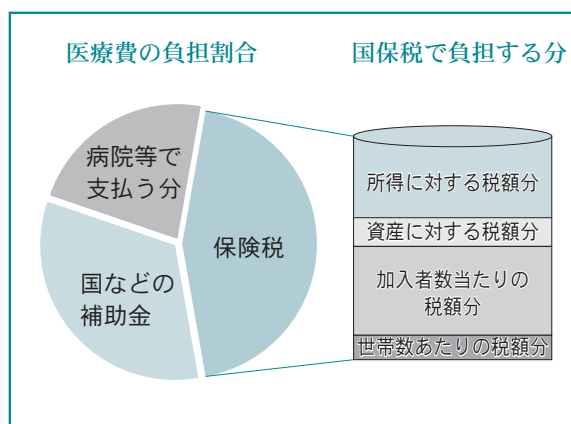 医療費の負担割合
国保税で負担する分
病院等で
支払う分
保険税
国などの
補助金
所得に対する税額分
資産に対する税額分
加入者数当たりの
税額分
世帯数あたりの税額分